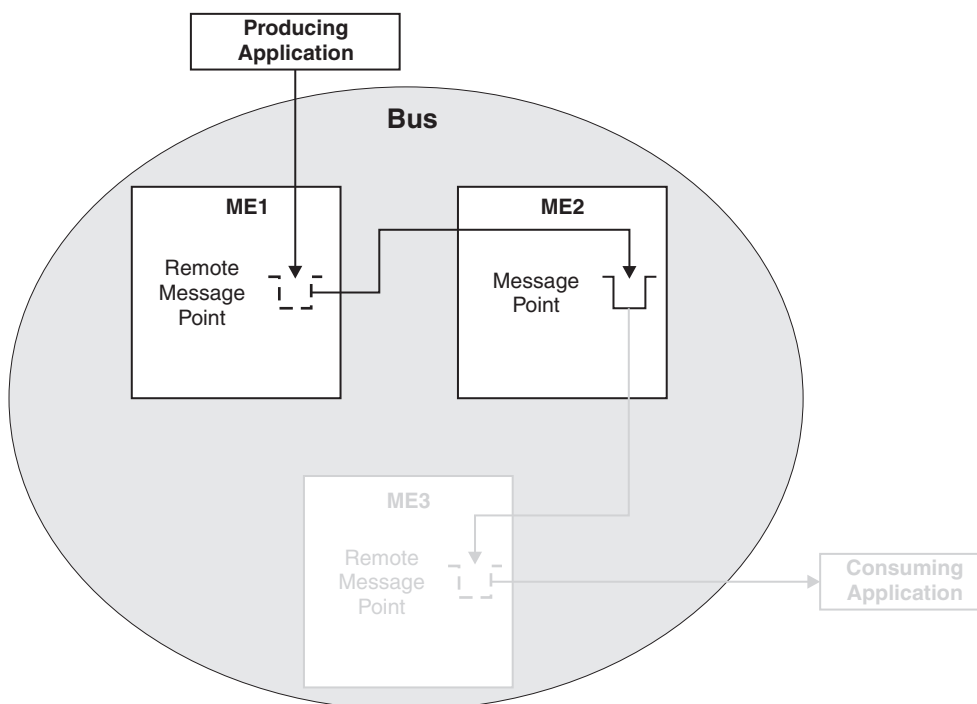 Producing
Application
Bus
ME1
Remote
Message
Point
ME2
Message
Point
ME3
Remote
Message
Point
Consuming
Application